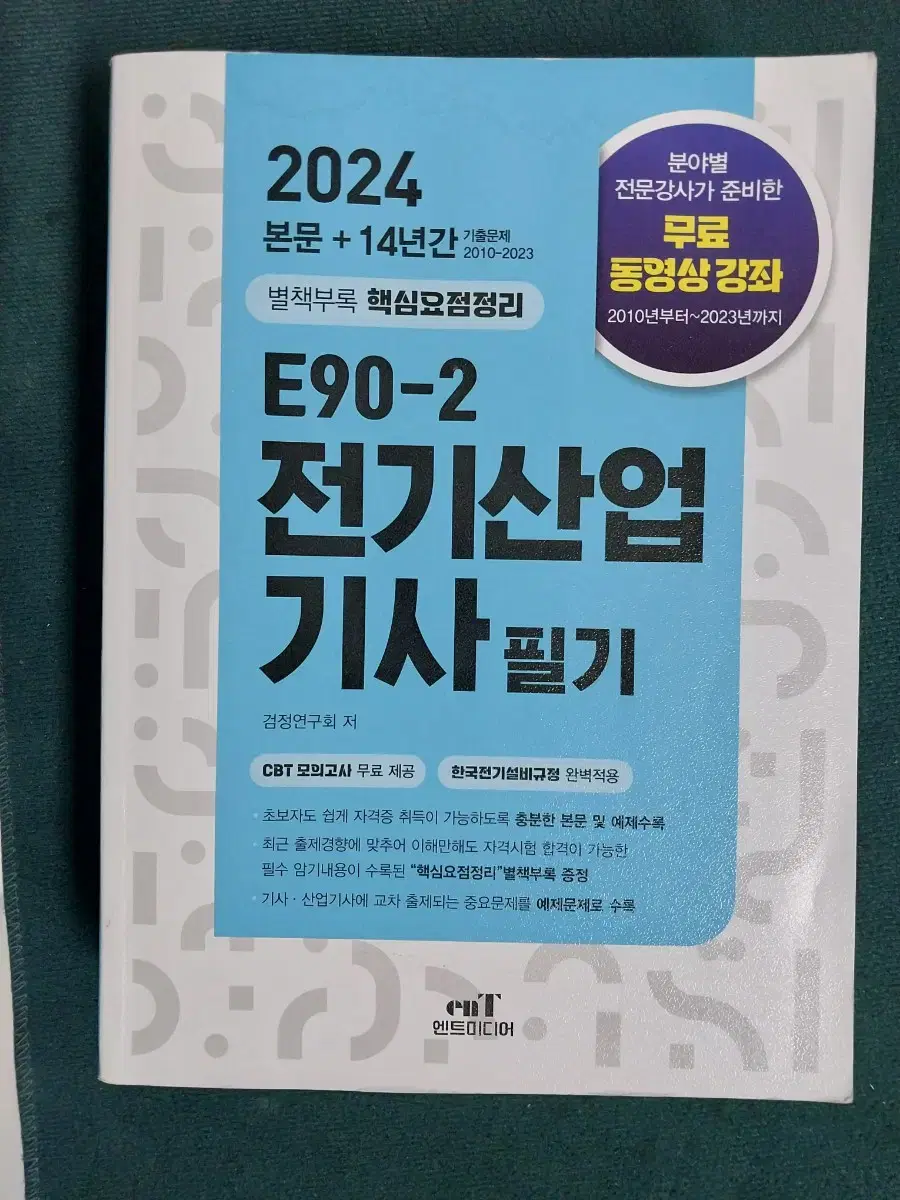 2024
본문 + 14년간 기출문제 2010-2023
별책부록 핵심요점정리
분야별
전문강사가 준비한
무료
동영상 강좌
2010년부터~2023년까지
E90-2
전기산업
기사 필기
검정연구회 저
CBT 모의고사 무료 제공
한국전기설비규정 완벽적용
· 초보자도 쉽게 자격증 취득이 가능하도록 충분한 본문 및 예제수록
· 최근 출제경향에 맞추어 이해만해도 자격시험 합격이 가능한
필수 암기내용이 수록된 "핵심요점정리"별책부록 증정
· 기사 · 산업기사에 교차 출제되는 중요문제를 예제문제로 수록
enT
엔트미디어